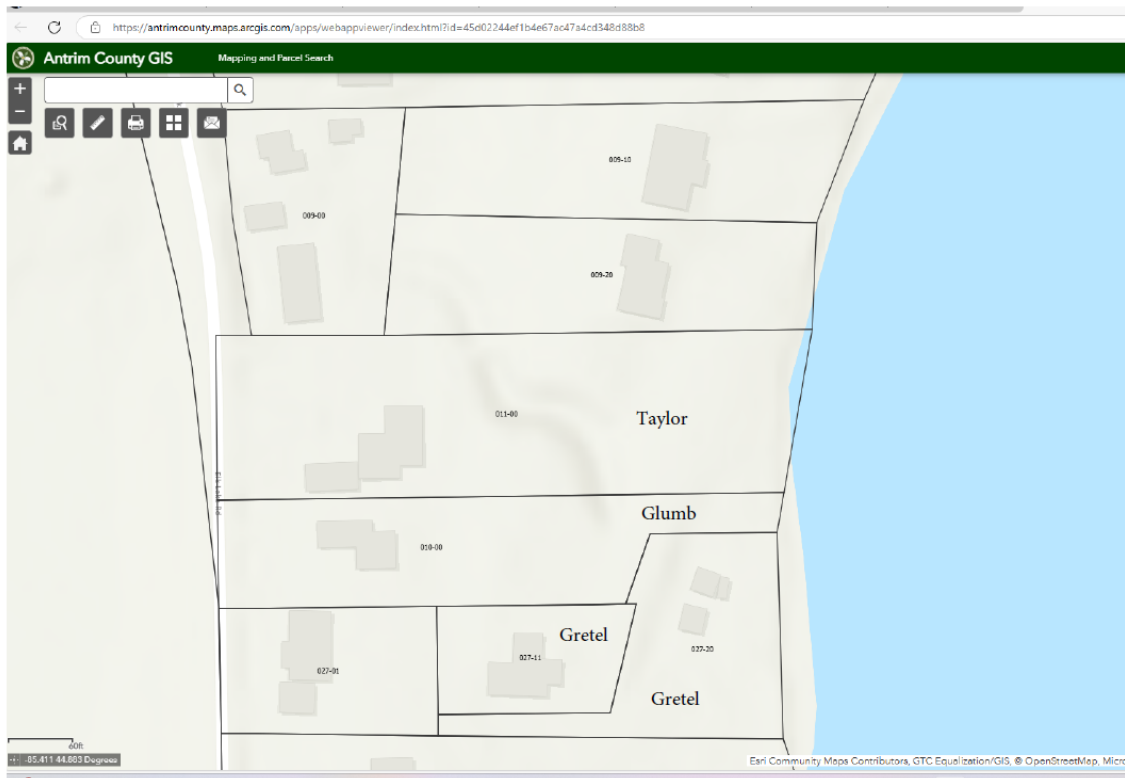 https://antrimcounty.maps.arcgis.com/apps/webappviewer/index.html?id=45d02244ef1b4e67ac47a4cd348d88b8
Antrim County GIS Mapping and Parcel Search
009-10
009-00
009-20
011-00
Taylor
Glumb
010-00
Gretel
027-11
027-20
027-01
Gretel
60ft
-85.411 44.883 Degrees
Esri Community Maps Contributors, GTC Equalization/GIS, © OpenStreetMap, Micro